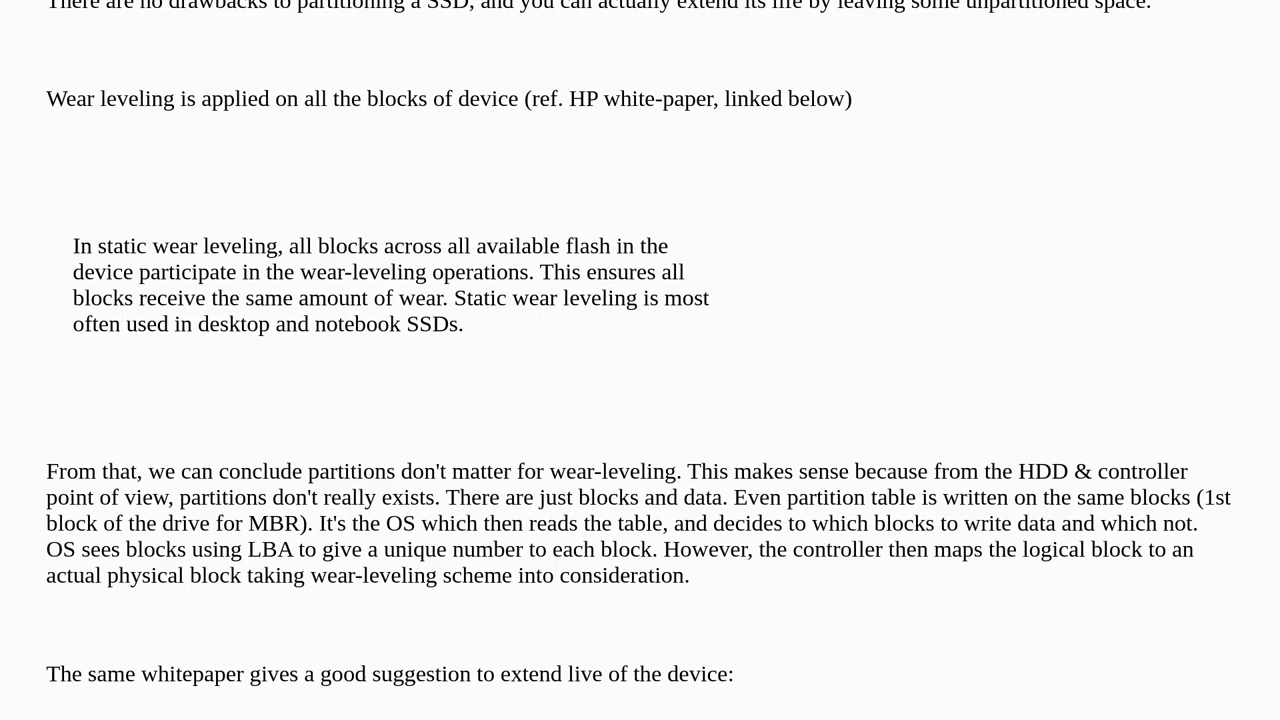 There are no drawbacks to partitioning a SSD, and you can actually extend its life by leaving some unpartitioned space.
Wear leveling is applied on all the blocks of device (ref. HP white-paper, linked below)
In static wear leveling, all blocks across all available flash in the
device participate in the wear-leveling operations. This ensures all
blocks receive the same amount of wear. Static wear leveling is most
often used in desktop and notebook SSDs.
From that, we can conclude partitions don't matter for wear-leveling. This makes sense because from the HDD & controller
point of view, partitions don't really exists. There are just blocks and data. Even partition table is written on the same blocks (1st
block of the drive for MBR). It's the OS which then reads the table, and decides to which blocks to write data and which not.
OS sees blocks using LBA to give a unique number to each block. However, the controller then maps the logical block to an
actual physical block taking wear-leveling scheme into consideration.
The same whitepaper gives a good suggestion to extend live of the device: